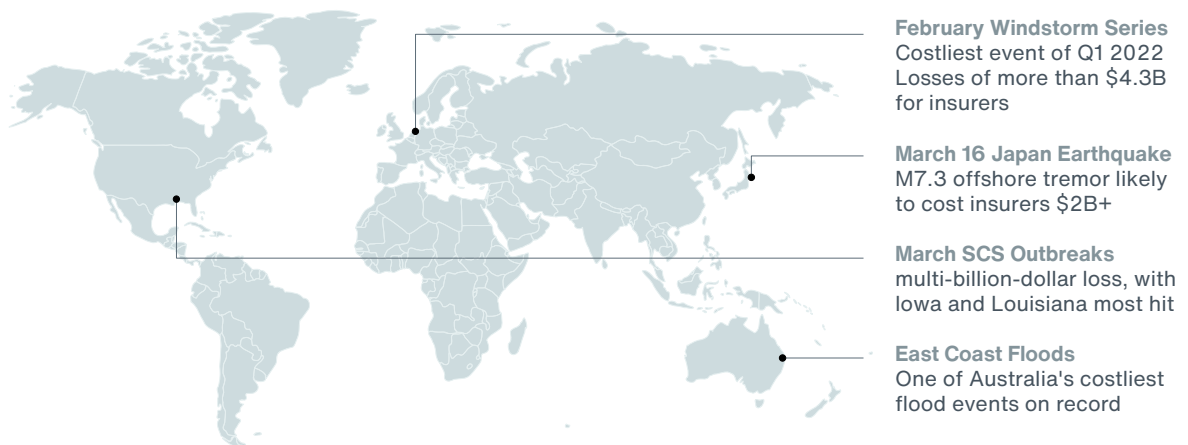 February Windstorm Series
Costliest event of Q1 2022
Losses of more than $4.3B
for insurers
March 16 Japan Earthquake
M7.3 offshore tremor likely
to cost insurers $2B+
March SCS Outbreaks
multi-billion-dollar loss, with
Iowa and Louisiana most hit
East Coast Floods
One of Australia's costliest
flood events on record